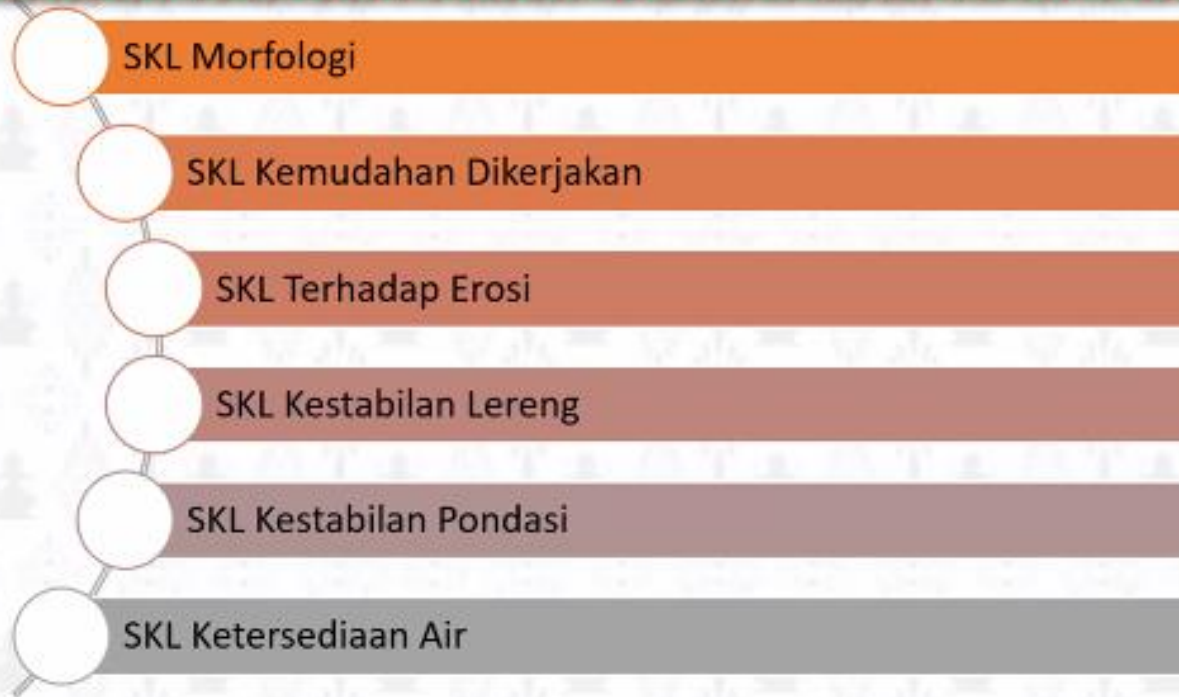 SKL Morfologi
SKL Kemudahan Dikerjakan
SKL Terhadap Erosi
SKL Kestabilan Lereng
SKL Kestabilan Pondasi
SKL Ketersediaan Air